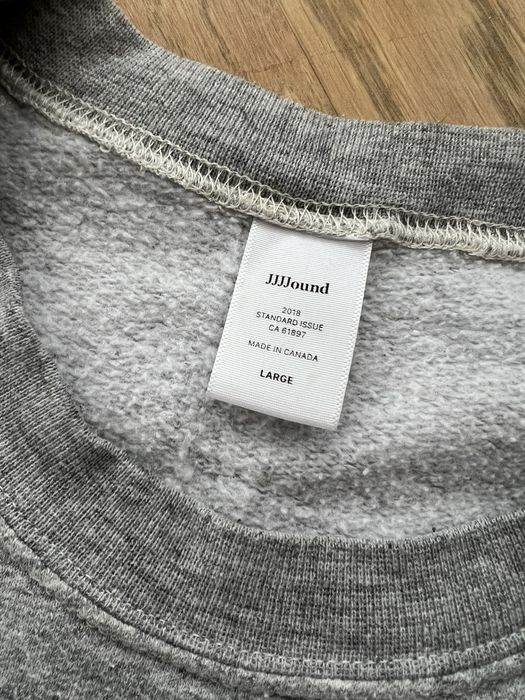 JJJJound
2018
STANDARD ISSUE
CA 61897
MADE IN CANADA
LARGE